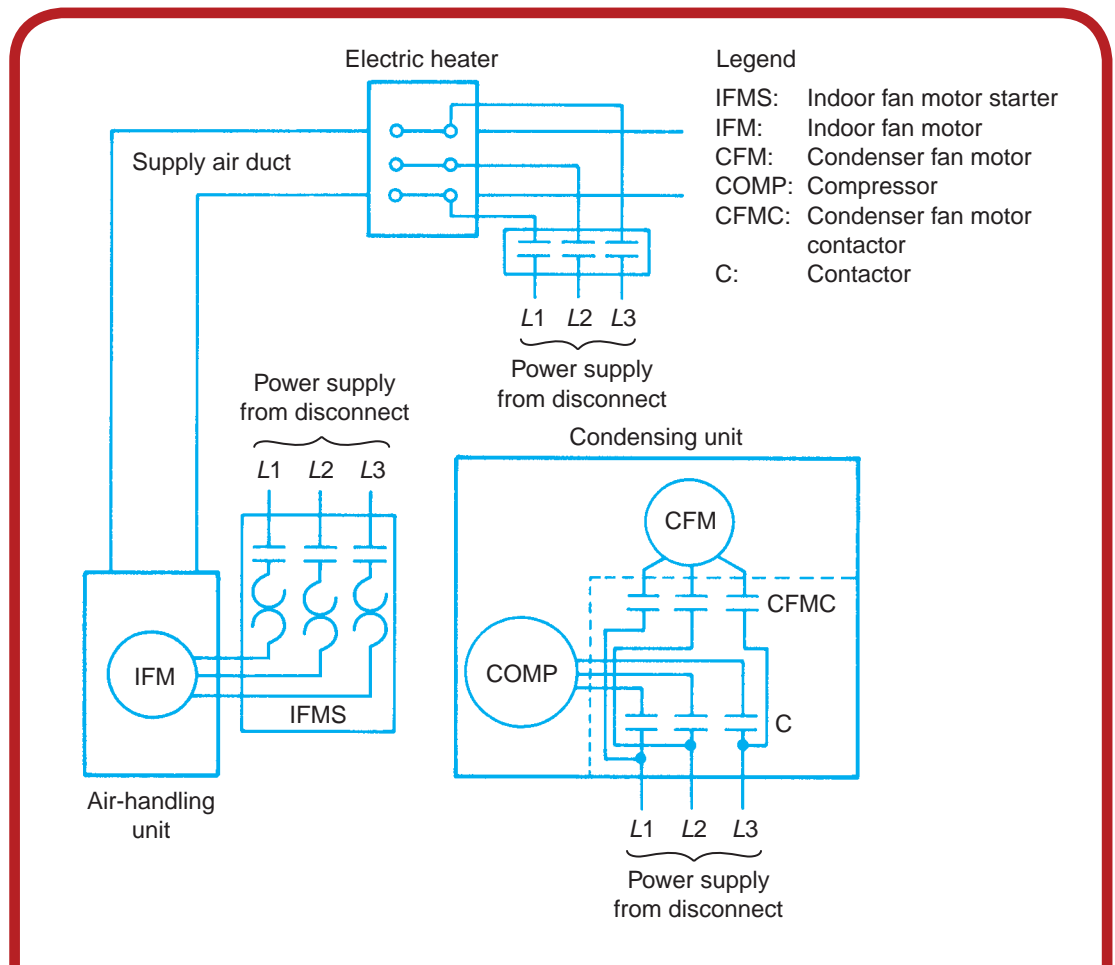 Electric heater
Legend
IFMS: Indoor fan motor starter
IFM: Indoor fan motor
CFM: Condenser fan motor
COMP: Compressor
CFMC: Condenser fan motor
contactor
C: Contactor
Supply air duct
L1 L2 L3
Power supply
from disconnect
Power supply
from disconnect
L1 L2 L3
Condensing unit
CFM
CFMC
COMP
C
IFM
IFMS
Air-handling
unit
L1 L2 L3
Power supply
from disconnect